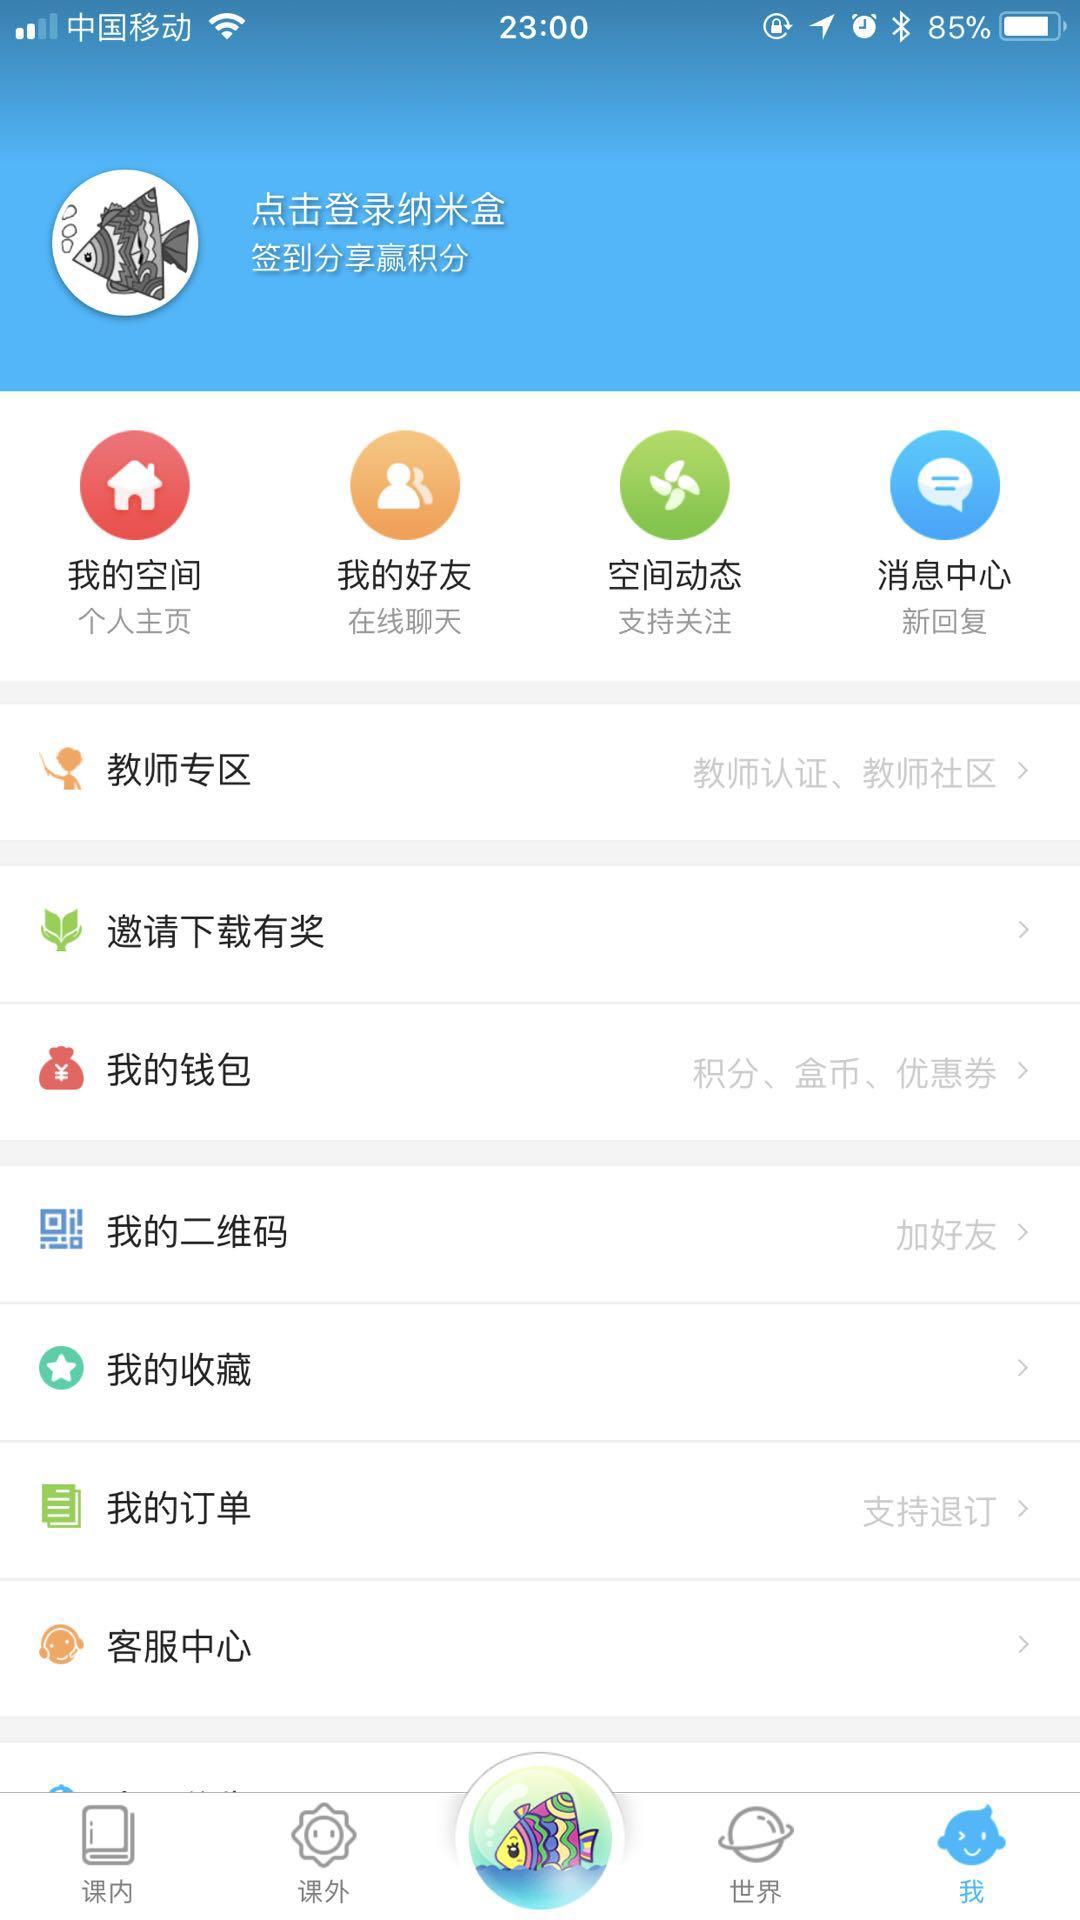 中国移动
23:00
85%
点击登录纳米盒
签到分享赢积分
我的空间
个人主页
我的好友
在线聊天
空间动态
支持关注
消息中心
新回复
教师专区
教师认证、教师社区
邀请下载有奖
我的钱包
¥
积分、盒币、优惠券
我的二维码
加好友
我的收藏
我的订单
支持退订
客服中心
课内
课外
世界
我